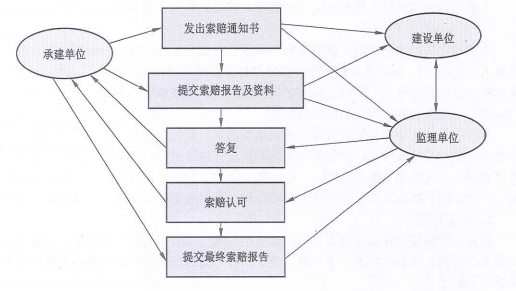 发出索赔通知书
承建单位
建设单位
提交索赔报告及资料
答复
监理单位
索赔认可
提交最终索赔报告